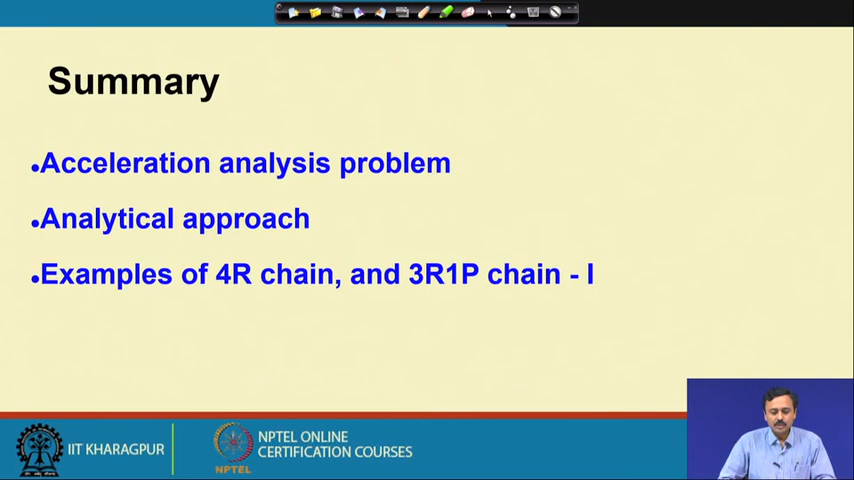 Summary
•Acceleration analysis problem
•Analytical approach
•Examples of 4R chain, and 3R1P chain - I
IIT KHARAGPUR
NPTEL
NPTEL ONLINE
CERTIFICATION COURSES